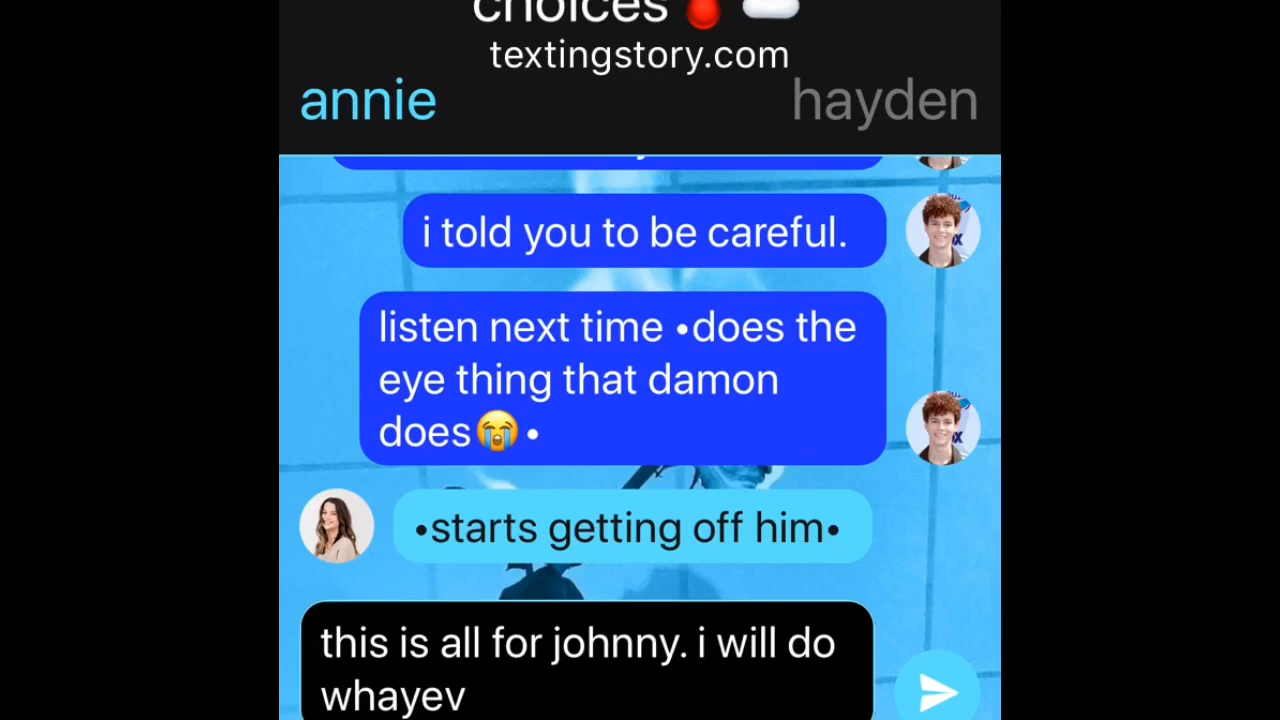 choices 🩸☁️
textingstory.com
annie
hayden
i told you to be careful.
listen next time •does the
eye thing that damon
does😭•
•starts getting off him•
this is all for johnny. i will do
whayev